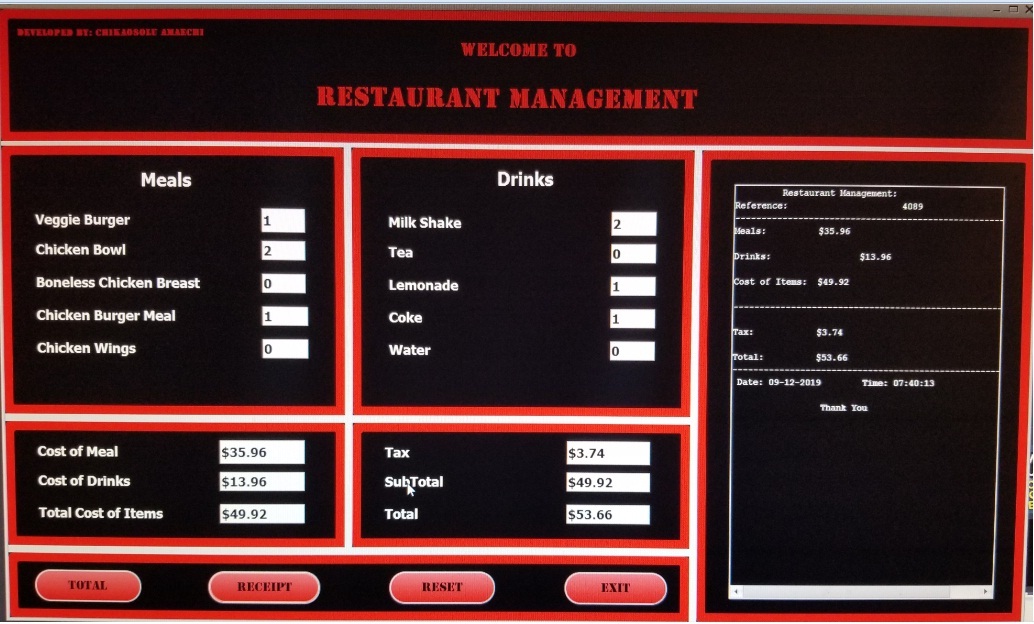 DEVELOPED BY: CHIKAOSOLU AMAECHI
WELCOME TO
RESTAURANT MANAGEMENT
Meals
Veggie Burger 1
Chicken Bowl 2
Boneless Chicken Breast 0
Chicken Burger Meal 1
Chicken Wings 0
Drinks
Milk Shake 2
Tea 0
Lemonade 1
Coke 1
Water 0
Cost of Meal $35.96
Cost of Drinks $13.96
Total Cost of Items $49.92
Tax $3.74
SubTotal $49.92
Total $53.66
TOTAL
RECEIPT
RESET
EXIT
Restaurant Management:
Reference: 4089
Meals: $35.96
Drinks: $13.96
Cost of Items: $49.92
Tax: $3.74
Total: $53.66
Date: 09-12-2019 Time: 07:40:13
Thank You